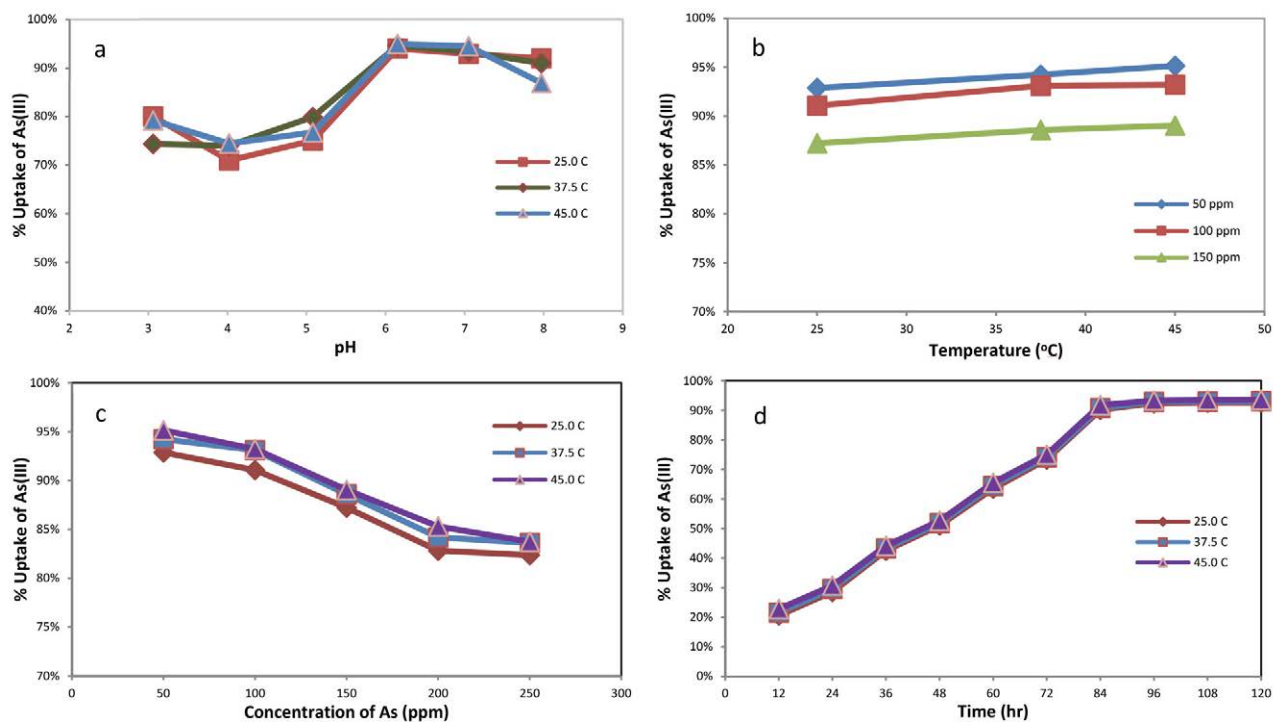 a
% Uptake of As(III)
100%
90%
80%
70%
60%
50%
40%
2 3 4 5 6 7 8 9
pH
25.0 C
37.5 C
45.0 C
b
% Uptake of As(III)
100%
95%
90%
85%
80%
75%
70%
20 25 30 35 40 45 50
Temperature (°C)
50 ppm
100 ppm
150 ppm
c
% Uptake of As(III)
100%
95%
90%
85%
80%
75%
70%
0 50 100 150 200 250 300
Concentration of As (ppm)
25.0 C
37.5 C
45.0 C
d
% Uptake of As(III)
100%
90%
80%
70%
60%
50%
40%
30%
20%
10%
0%
0 12 24 36 48 60 72 84 96 108 120
Time (hr)
25.0 C
37.5 C
45.0 C